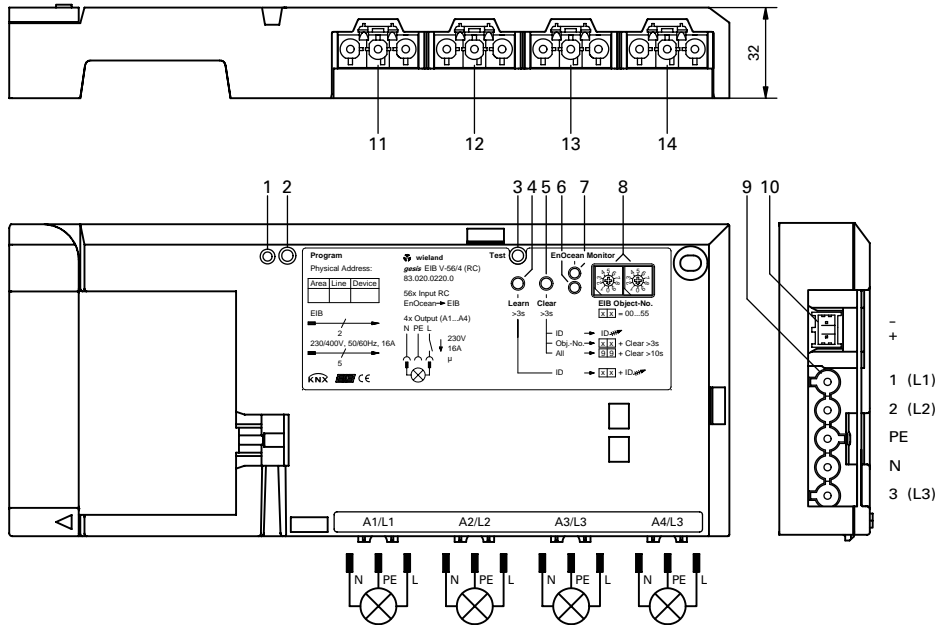 32
11 12 13 14
1 2 3 4 5 6 7 8 9 10
Program
Physical Address:
Area Line Device
EIB
2
230/400V, 50/60Hz, 16A
5
KNX CE
wieland
gesis EIB V-56/4 (RC)
83.020.0220.0
56x Input RC
EnOcean EIB
4x Output (A1...A4)
N PE L
230V
16A
µ
Test
EnOcean Monitor
Learn
>3s
Clear
>3s
EIB Object-No.
x x = 00...55
ID ID
Obj.-No. x x + Clear >3s
All 9 9 + Clear >10s
ID x x + ID
–
+
1 (L1)
2 (L2)
PE
N
3 (L3)
A1/L1 A2/L2 A3/L3 A4/L3
N PE L N PE L N PE L N PE L